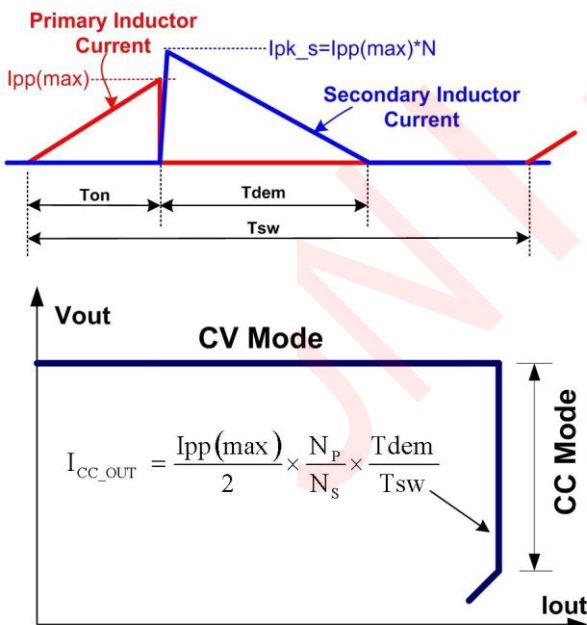 Primary Inductor
Current
Ipk_s=Ipp(max)*N
Ipp(max)
Secondary Inductor
Current
Ton
Tdem
Tsw
Vout
CV Mode
I_CC_OUT = Ipp(max)/2 × N_P/N_S × Tdem/Tsw
CC Mode
Iout